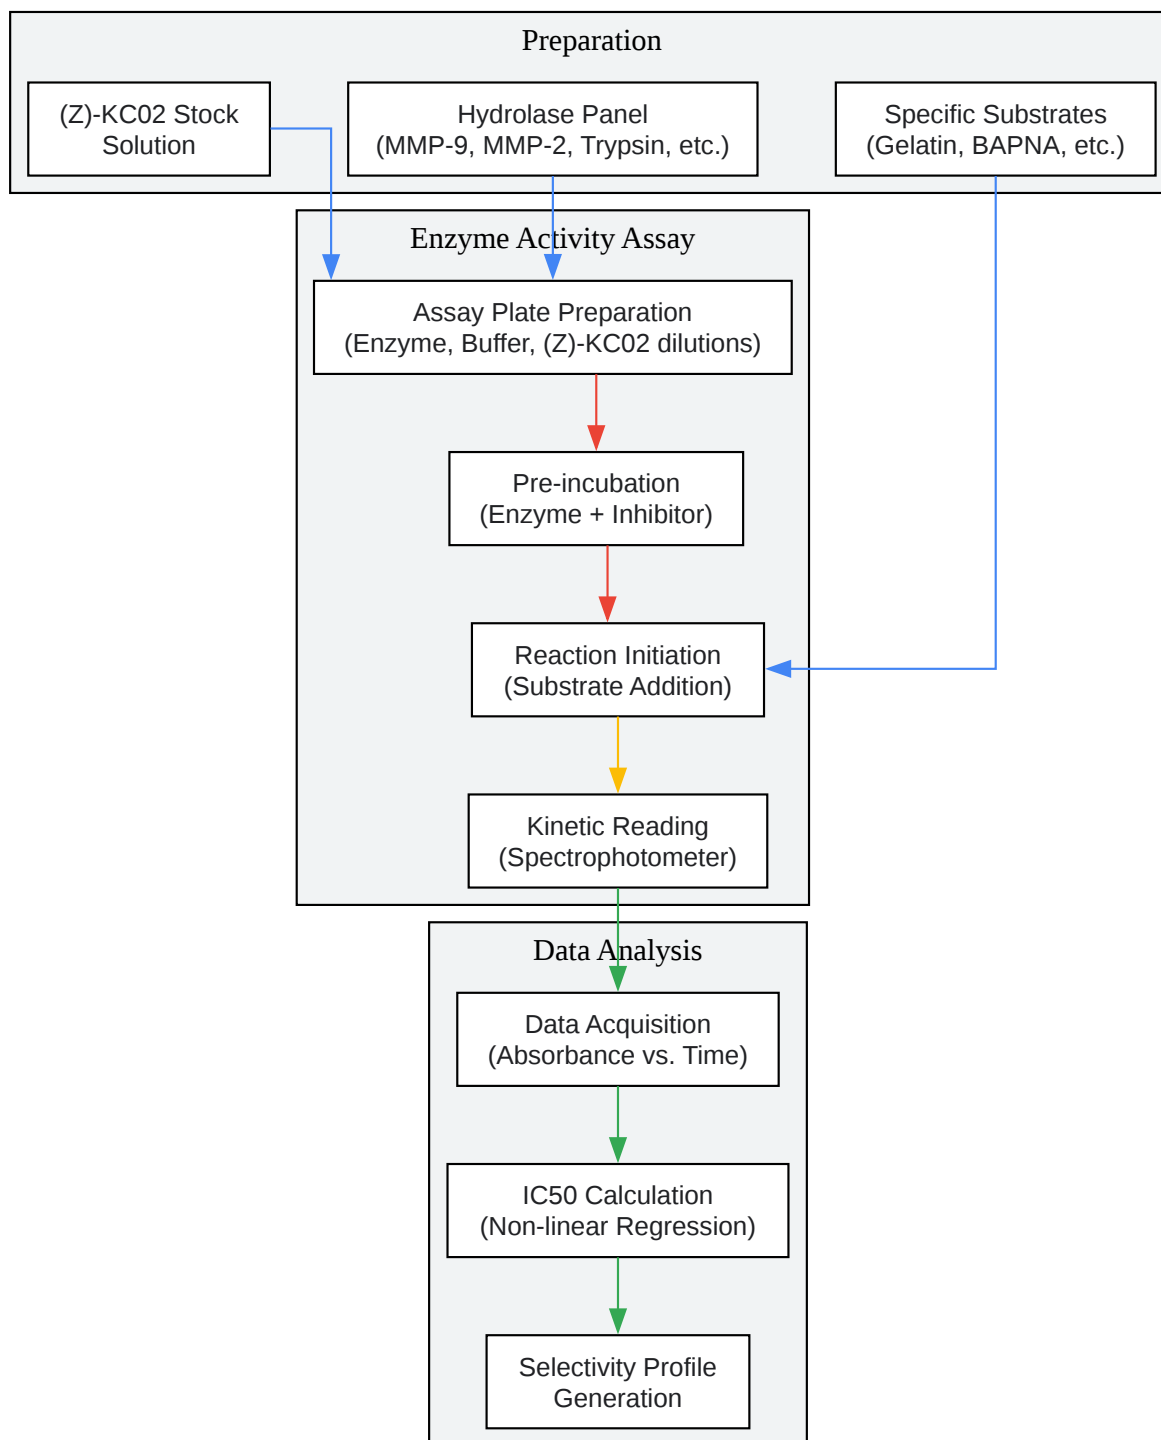 Preparation
(Z)-KC02 Stock
Solution
Hydrolase Panel
(MMP-9, MMP-2, Trypsin, etc.)
Specific Substrates
(Gelatin, BAPNA, etc.)
Enzyme Activity Assay
Assay Plate Preparation
(Enzyme, Buffer, (Z)-KC02 dilutions)
Pre-incubation
(Enzyme + Inhibitor)
Reaction Initiation
(Substrate Addition)
Kinetic Reading
(Spectrophotometer)
Data Analysis
Data Acquisition
(Absorbance vs. Time)
IC50 Calculation
(Non-linear Regression)
Selectivity Profile
Generation